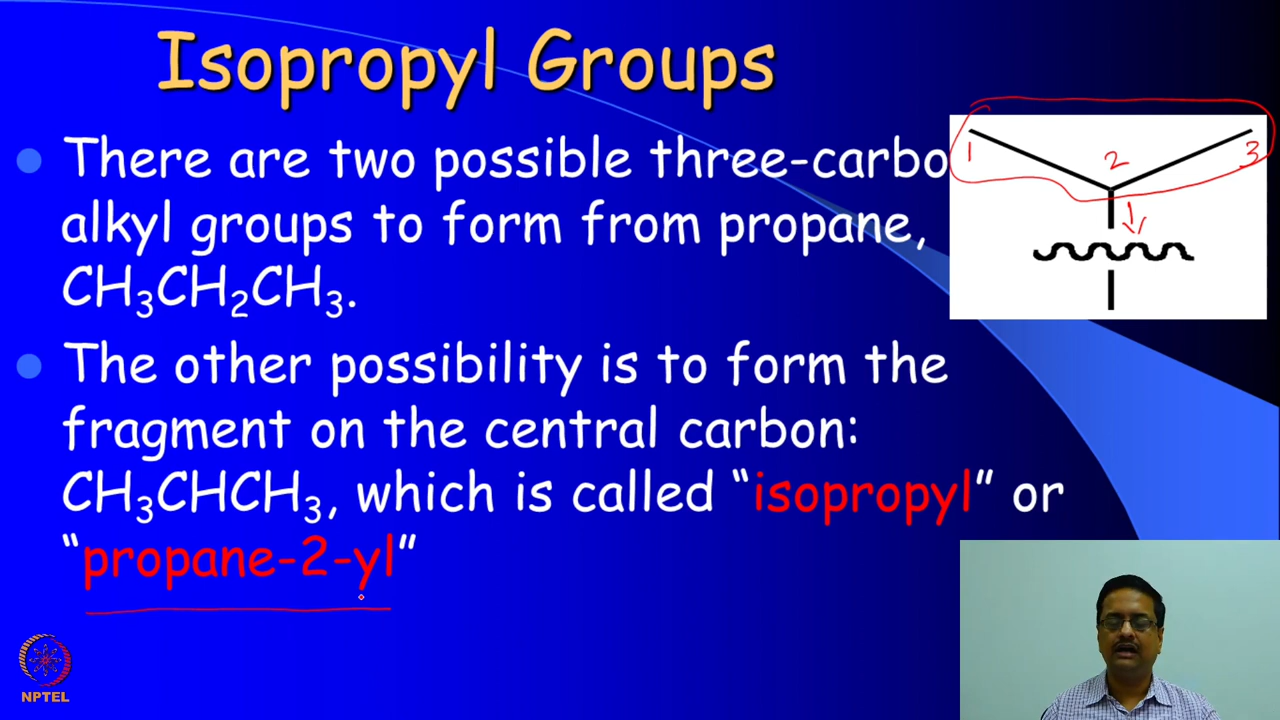 Isopropyl Groups
There are two possible three-carbo
alkyl groups to form from propane,
CH₃CH₂CH₃.
The other possibility is to form the
fragment on the central carbon:
CH₃CHCH₃, which is called “isopropyl” or
“propane-2-yl”
1 2 3
NPTEL